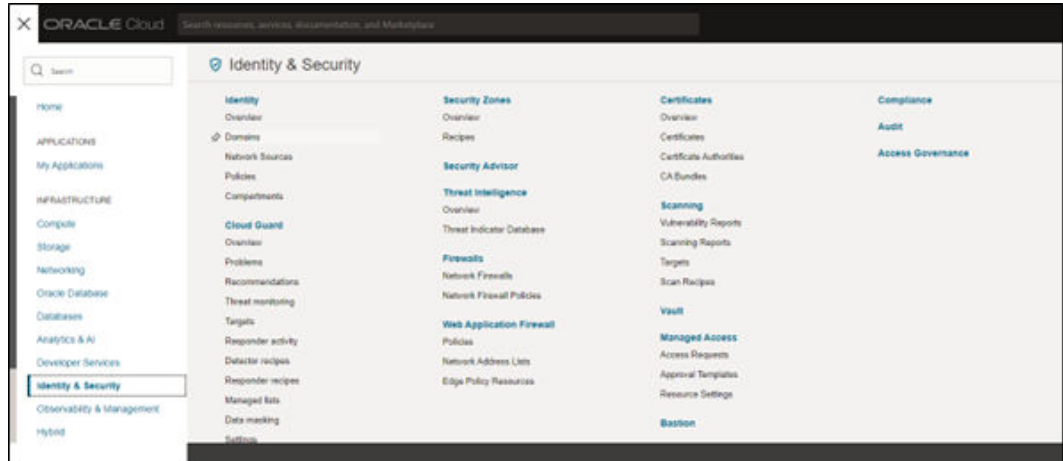 ORACLE Cloud
Search resources, services, documentation, and Marketplace
Search
Home
APPLICATIONS
My Applications
INFRASTRUCTURE
Compute
Storage
Networking
Oracle Database
Databases
Analytics & AI
Developer Services
Identity & Security
Observability & Management
Hybrid
Identity & Security
Identity
Overview
Domains
Network Sources
Policies
Compartments
Cloud Guard
Overview
Problems
Recommendations
Threat monitoring
Targets
Responder activity
Detector recipes
Responder recipes
Managed lists
Data masking
Settings
Security Zones
Overview
Recipes
Security Advisor
Threat Intelligence
Overview
Threat Indicator Database
Firewalls
Network Firewalls
Network Firewall Policies
Web Application Firewall
Policies
Network Address Lists
Edge Policy Resources
Certificates
Overview
Certificates
Certificate Authorities
CA Bundles
Scanning
Vulnerability Reports
Scanning Reports
Targets
Scan Recipes
Vault
Managed Access
Access Requests
Approval Templates
Resource Settings
Bastion
Compliance
Audit
Access Governance